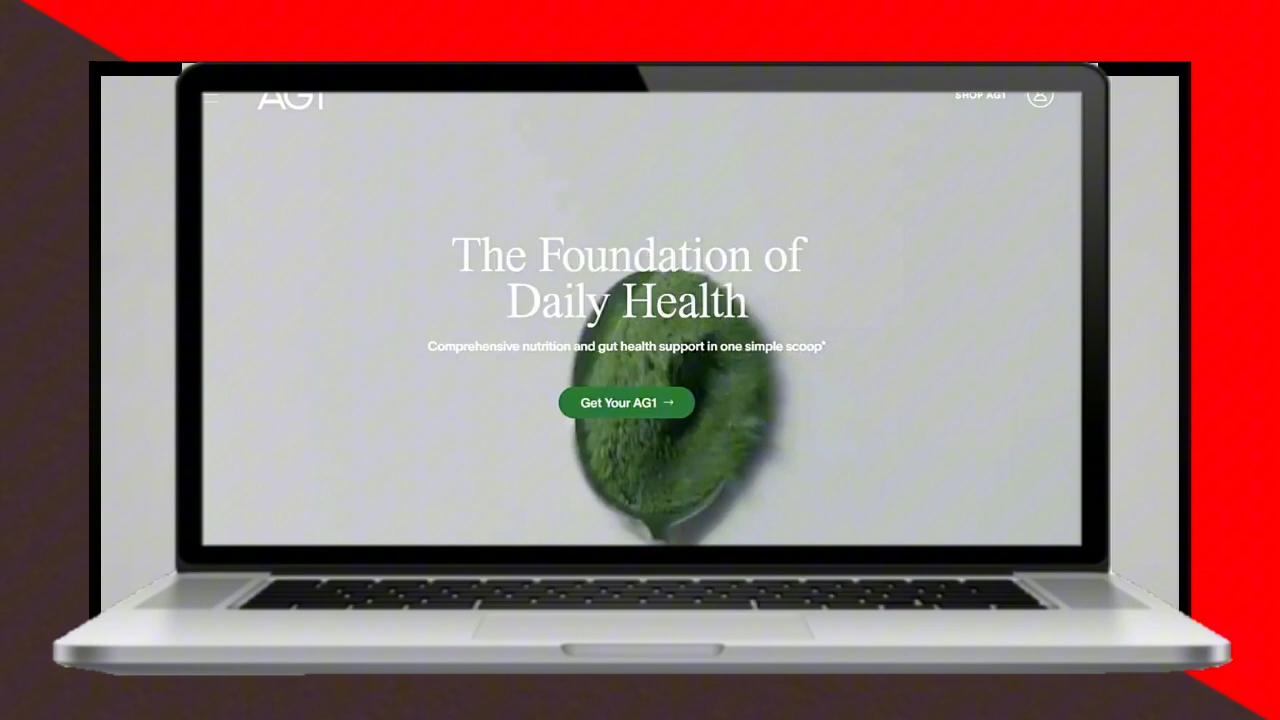 AG1
SHOP AG1
The Foundation of
Daily Health
Comprehensive nutrition and gut health support in one simple scoop*
Get Your AG1 →